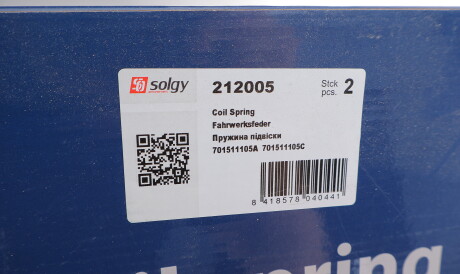 solgy
212005
Stck
pcs. 2
Coil Spring
Fahrwerksfeder
Пружина підвіски
701511105A 701511105C
8 418578 040441